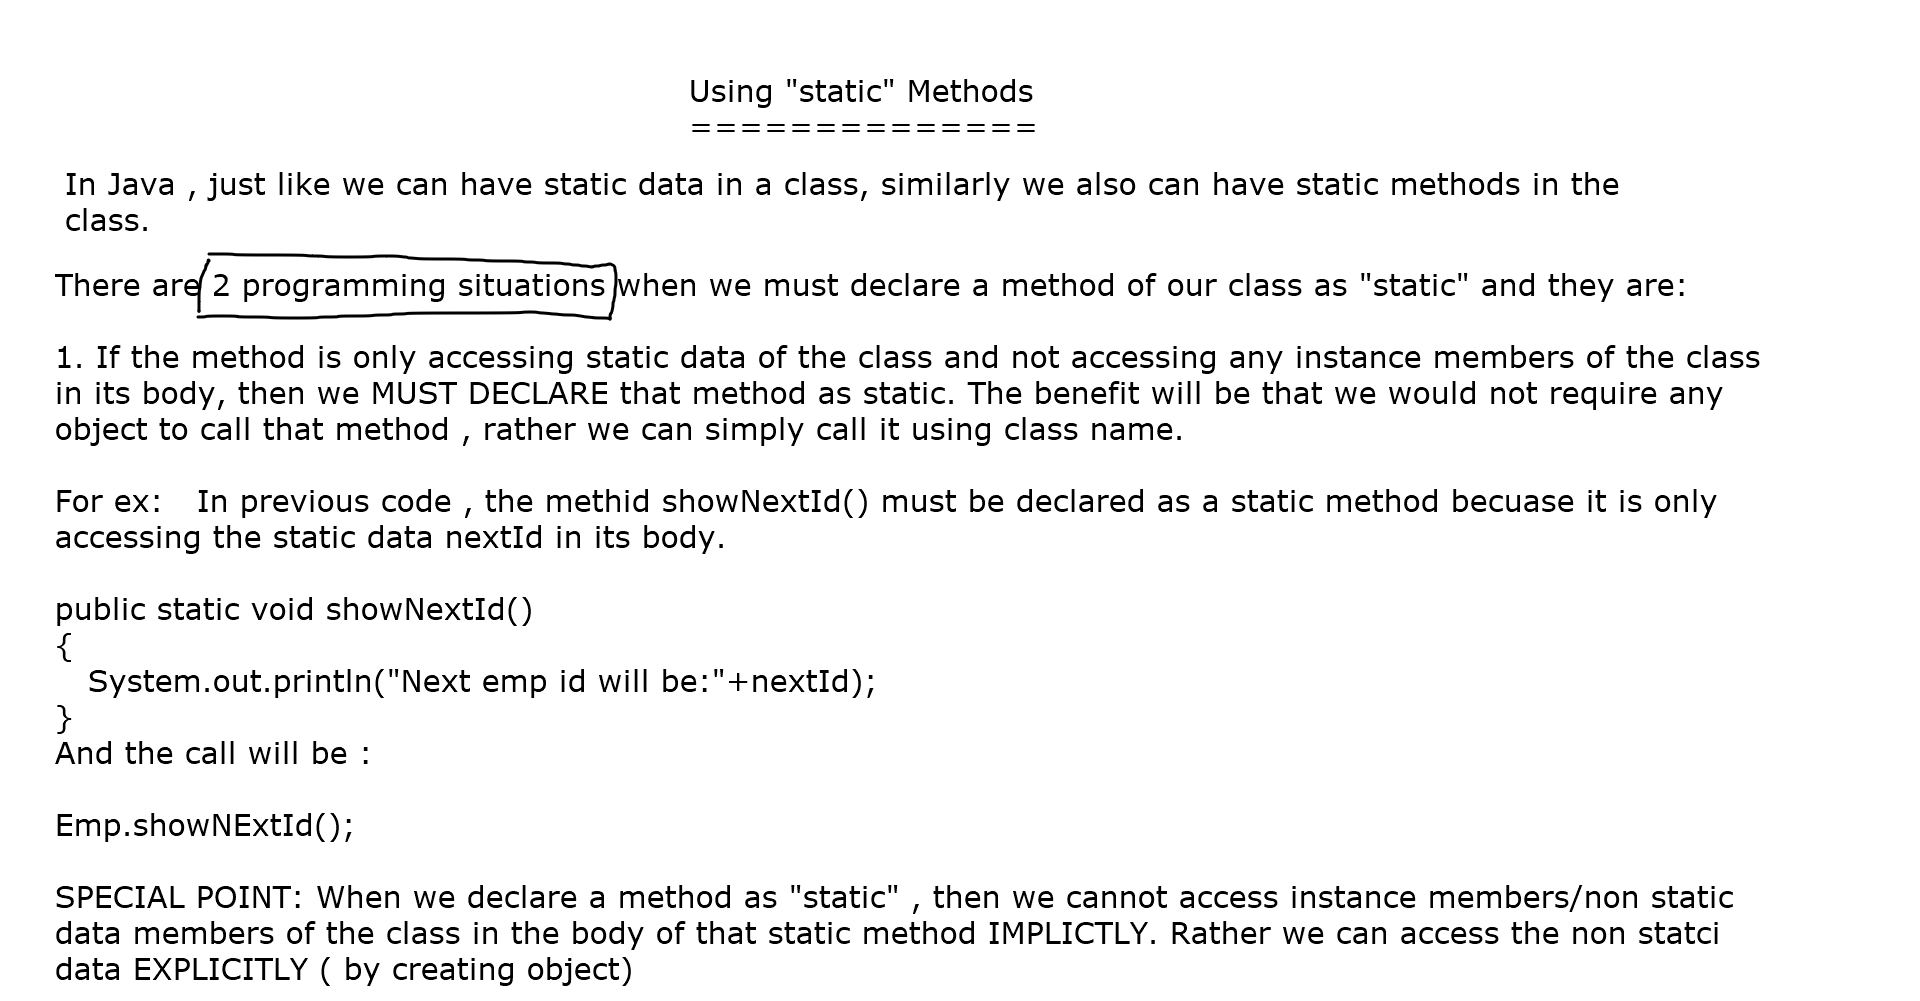 Using "static" Methods
==============
In Java , just like we can have static data in a class, similarly we also can have static methods in the
class.
There are 2 programming situations when we must declare a method of our class as "static" and they are:
1. If the method is only accessing static data of the class and not accessing any instance members of the class
in its body, then we MUST DECLARE that method as static. The benefit will be that we would not require any
object to call that method , rather we can simply call it using class name.
For ex:    In previous code , the methid showNextId() must be declared as a static method becuase it is only
accessing the static data nextId in its body.
public static void showNextId()
{
   System.out.println("Next emp id will be:"+nextId);
}
And the call will be :
Emp.showNExtId();
SPECIAL POINT: When we declare a method as "static" , then we cannot access instance members/non static
data members of the class in the body of that static method IMPLICTLY. Rather we can access the non statci
data EXPLICITLY ( by creating object)